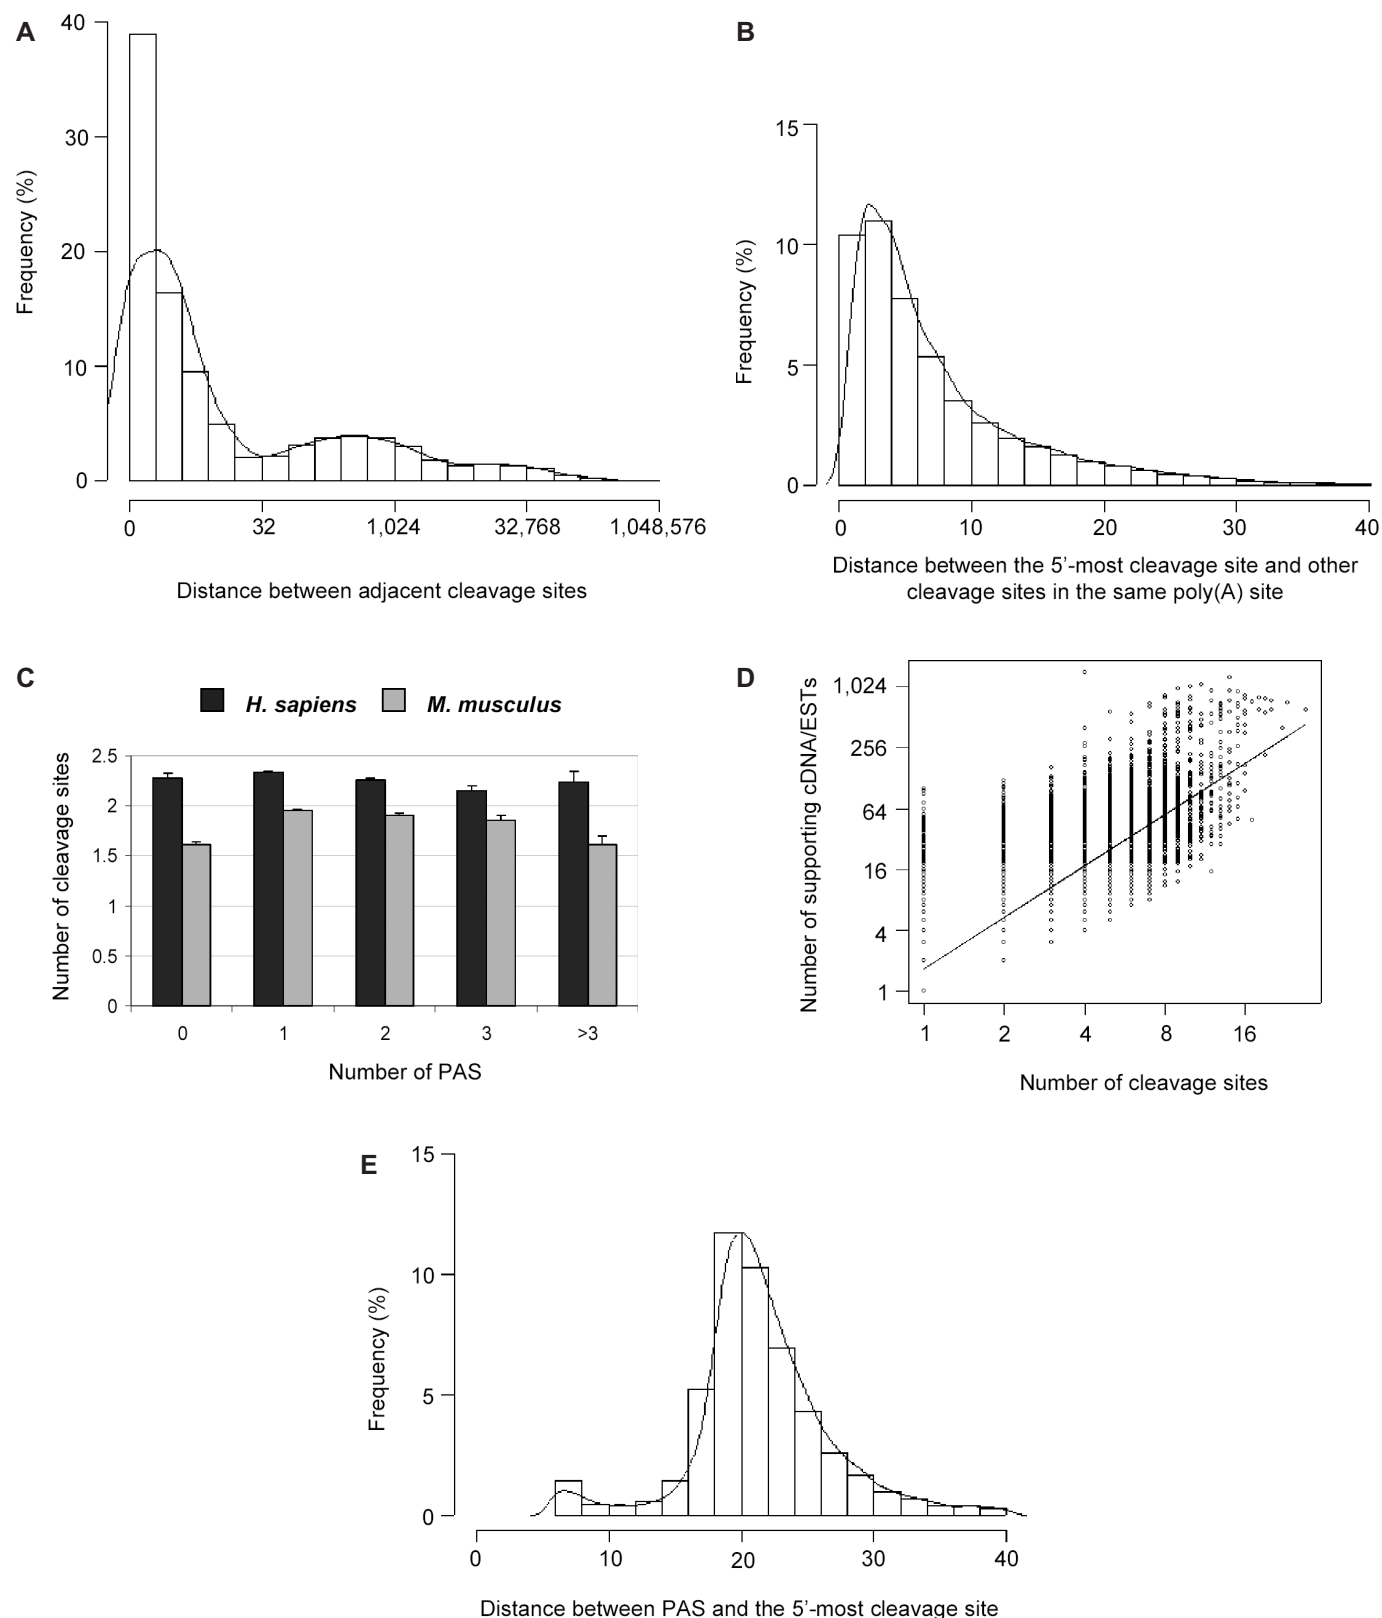 A
Frequency (%)
40
30
20
10
0
0 32 1,024 32,768 1,048,576
Distance between adjacent cleavage sites
B
Frequency (%)
15
10
5
0
0 10 20 30 40
Distance between the 5'-most cleavage site and other
cleavage sites in the same poly(A) site
C
H. sapiens M. musculus
Number of cleavage sites
2.5
2
1.5
1
0.5
0
0 1 2 3 >3
Number of PAS
D
Number of supporting cDNA/ESTs
1,024
256
64
16
4
1
1 2 4 8 16
Number of cleavage sites
E
Frequency (%)
15
10
5
0
0 10 20 30 40
Distance between PAS and the 5'-most cleavage site